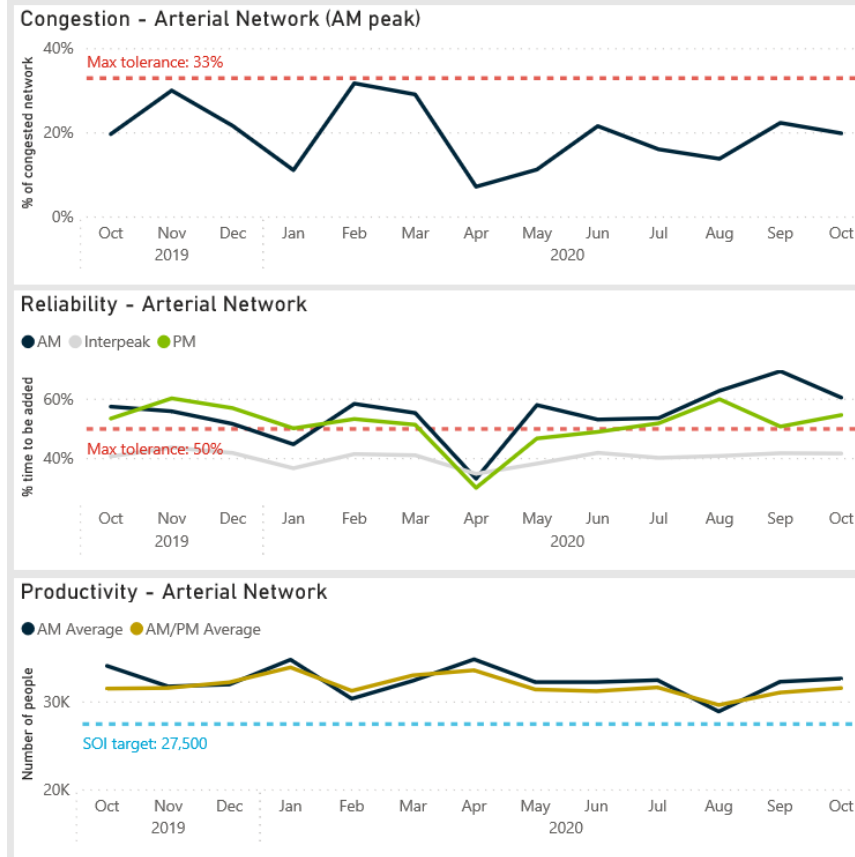 Congestion - Arterial Network (AM peak)
% of congested network
40%
Max tolerance: 33%
20%
0%
Oct Nov Dec Jan Feb Mar Apr May Jun Jul Aug Sep Oct
2019 2020
Reliability - Arterial Network
AM Interpeak PM
% time to be added
60%
Max tolerance: 50%
40%
Oct Nov Dec Jan Feb Mar Apr May Jun Jul Aug Sep Oct
2019 2020
Productivity - Arterial Network
AM Average AM/PM Average
Number of people
30K
SOI target: 27,500
20K
Oct Nov Dec Jan Feb Mar Apr May Jun Jul Aug Sep Oct
2019 2020